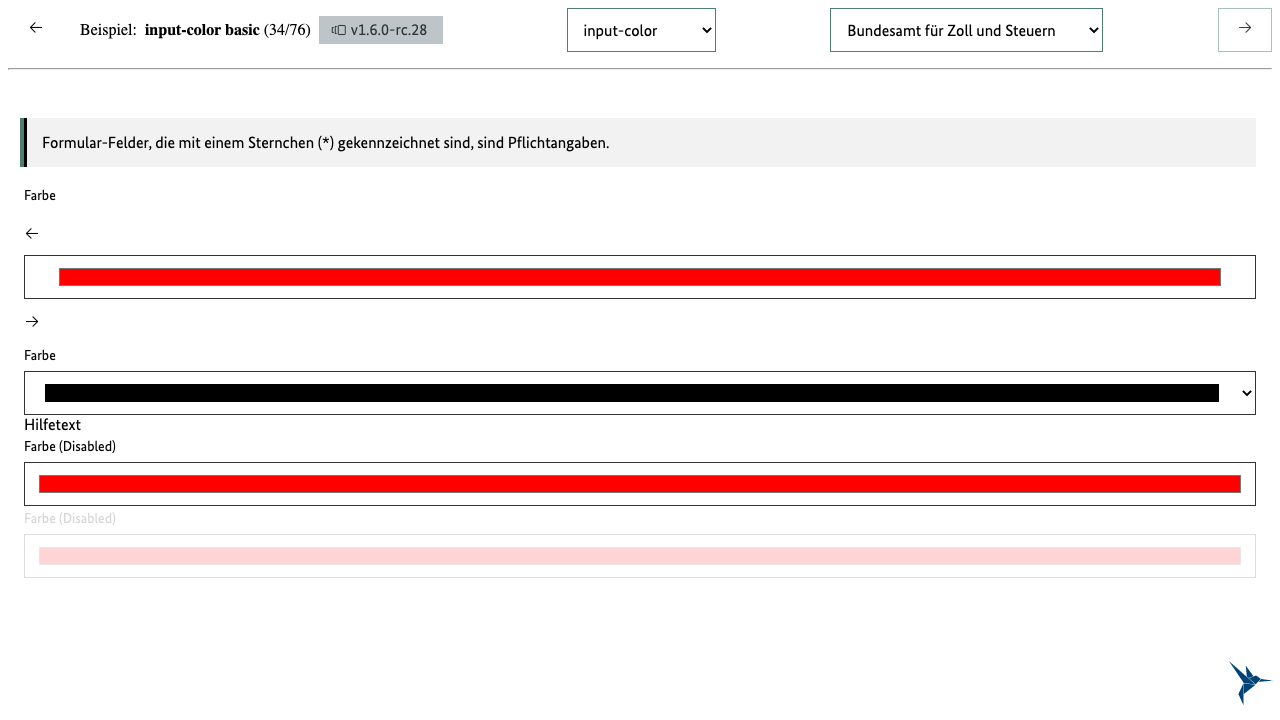 Beispiel: input-color basic (34/76) v1.6.0-rc.28 input-color Bundesamt für Zoll und Steuern
Formular-Felder, die mit einem Sternchen (*) gekennzeichnet sind, sind Pflichtangaben.
Farbe
Farbe
Hilfetext
Farbe (Disabled)
Farbe (Disabled)